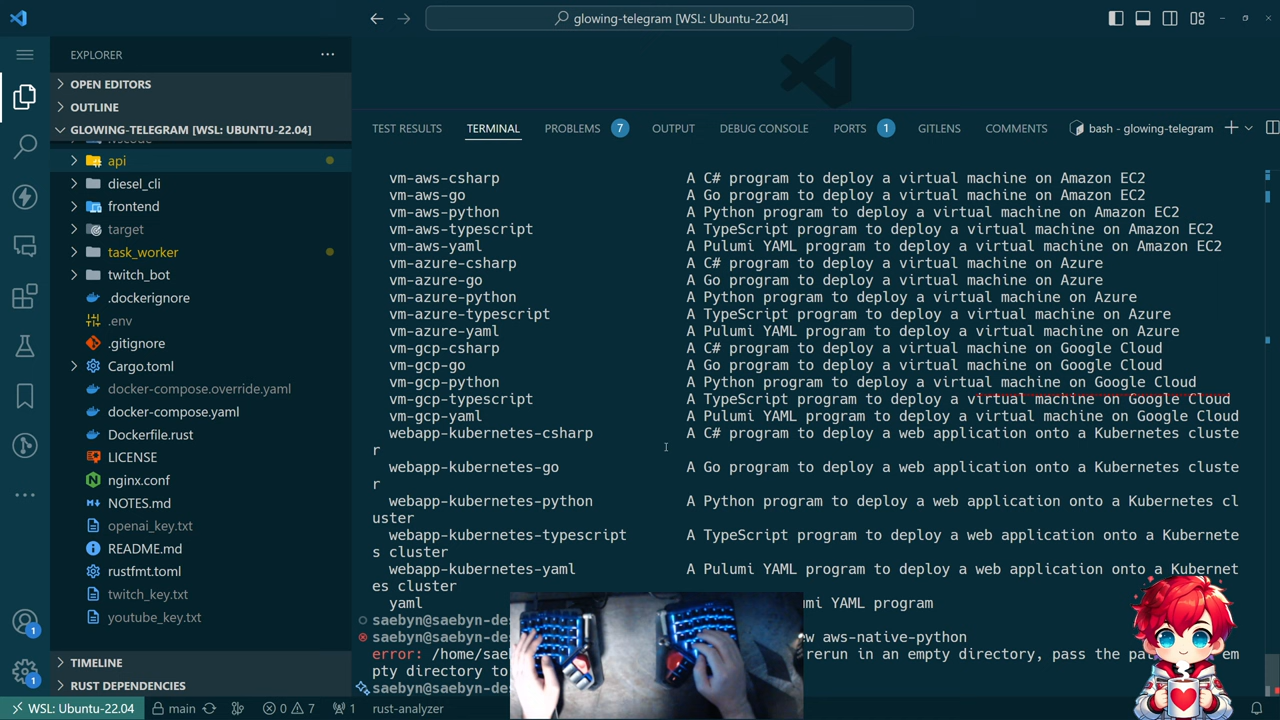 glowing-telegram [WSL: Ubuntu-22.04]
EXPLORER
OPEN EDITORS
OUTLINE
GLOWING-TELEGRAM [WSL: UBUNTU-22.04]
api
diesel_cli
frontend
target
task_worker
twitch_bot
.dockerignore
.env
.gitignore
Cargo.toml
docker-compose.override.yaml
docker-compose.yaml
Dockerfile.rust
LICENSE
nginx.conf
NOTES.md
openai_key.txt
README.md
rustfmt.toml
twitch_key.txt
youtube_key.txt
TIMELINE
RUST DEPENDENCIES
1
1
TEST RESULTS TERMINAL PROBLEMS 7 OUTPUT DEBUG CONSOLE PORTS 1 GITLENS COMMENTS bash - glowing-telegram
vm-aws-csharp A C# program to deploy a virtual machine on Amazon EC2
vm-aws-go A Go program to deploy a virtual machine on Amazon EC2
vm-aws-python A Python program to deploy a virtual machine on Amazon EC2
vm-aws-typescript A TypeScript program to deploy a virtual machine on Amazon EC2
vm-aws-yaml A Pulumi YAML program to deploy a virtual machine on Amazon EC2
vm-azure-csharp A C# program to deploy a virtual machine on Azure
vm-azure-go A Go program to deploy a virtual machine on Azure
vm-azure-python A Python program to deploy a virtual machine on Azure
vm-azure-typescript A TypeScript program to deploy a virtual machine on Azure
vm-azure-yaml A Pulumi YAML program to deploy a virtual machine on Azure
vm-gcp-csharp A C# program to deploy a virtual machine on Google Cloud
vm-gcp-go A Go program to deploy a virtual machine on Google Cloud
vm-gcp-python A Python program to deploy a virtual machine on Google Cloud
vm-gcp-typescript A TypeScript program to deploy a virtual machine on Google Cloud
vm-gcp-yaml A Pulumi YAML program to deploy a virtual machine on Google Cloud
webapp-kubernetes-csharp A C# program to deploy a web application onto a Kubernetes cluste
r
webapp-kubernetes-go A Go program to deploy a web application onto a Kubernetes cluste
r
webapp-kubernetes-python A Python program to deploy a web application onto a Kubernetes cl
uster
webapp-kubernetes-typescript A TypeScript program to deploy a web application onto a Kubernete
s cluster
webapp-kubernetes-yaml A Pulumi YAML program to deploy a web application onto a Kubernet
es cluster
yaml umi YAML program
saebyn@saebyn-de
saebyn@saebyn-de w aws-native-python
error: /home/sae rerun in an empty directory, pass the pa em
pty directory to
saebyn@saebyn-des
WSL: Ubuntu-22.04 main 0 7 1 rust-analyzer